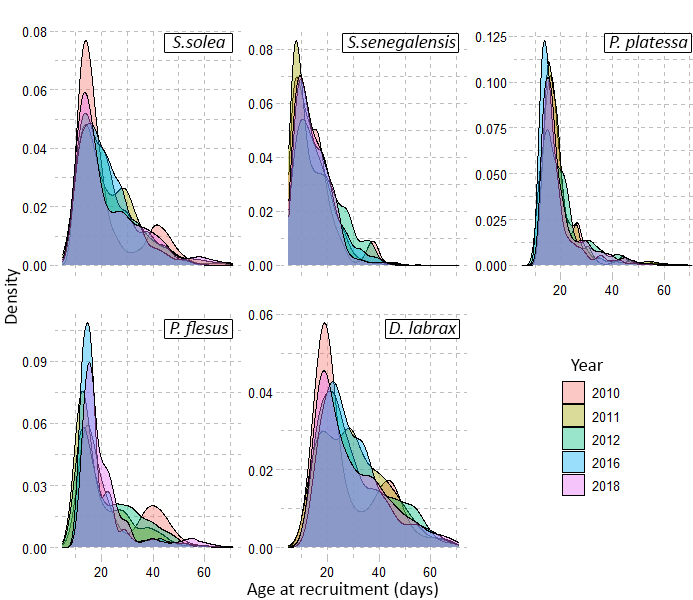 S.solea
S.senegalensis
P. platessa
0.08
0.06
0.04
0.02
0.00
0.08
0.06
0.04
0.02
0.00
0.125
0.100
0.075
0.050
0.025
0.000
20 40 60
Density
P. flesus
D. labrax
0.09
0.06
0.03
0.00
0.06
0.04
0.02
0.00
20 40 60
20 40 60
Age at recruitment (days)
Year
2010
2011
2012
2016
2018